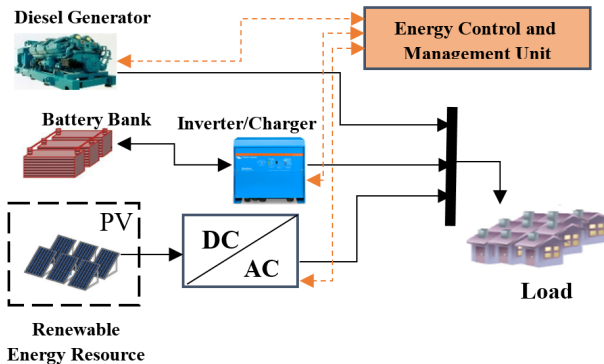 Diesel Generator
Energy Control and
Management Unit
Battery Bank
Inverter/Charger
PV
DC
AC
Load
Renewable
Energy Resource